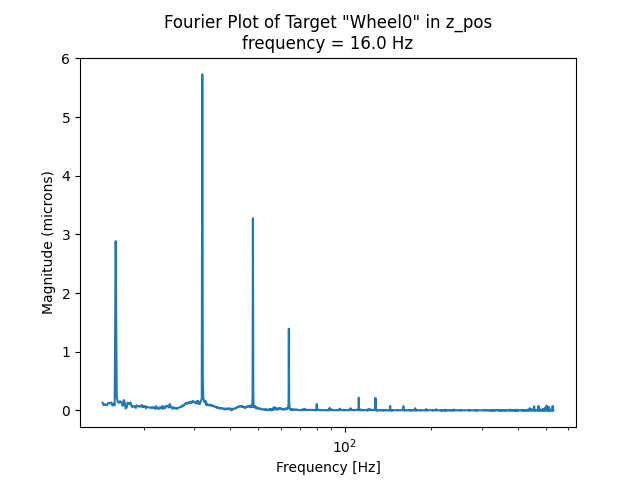 Fourier Plot of Target "Wheel0" in z_pos
frequency = 16.0 Hz
6
5
4
3
2
1
0
Magnitude (microns)
10²
Frequency [Hz]